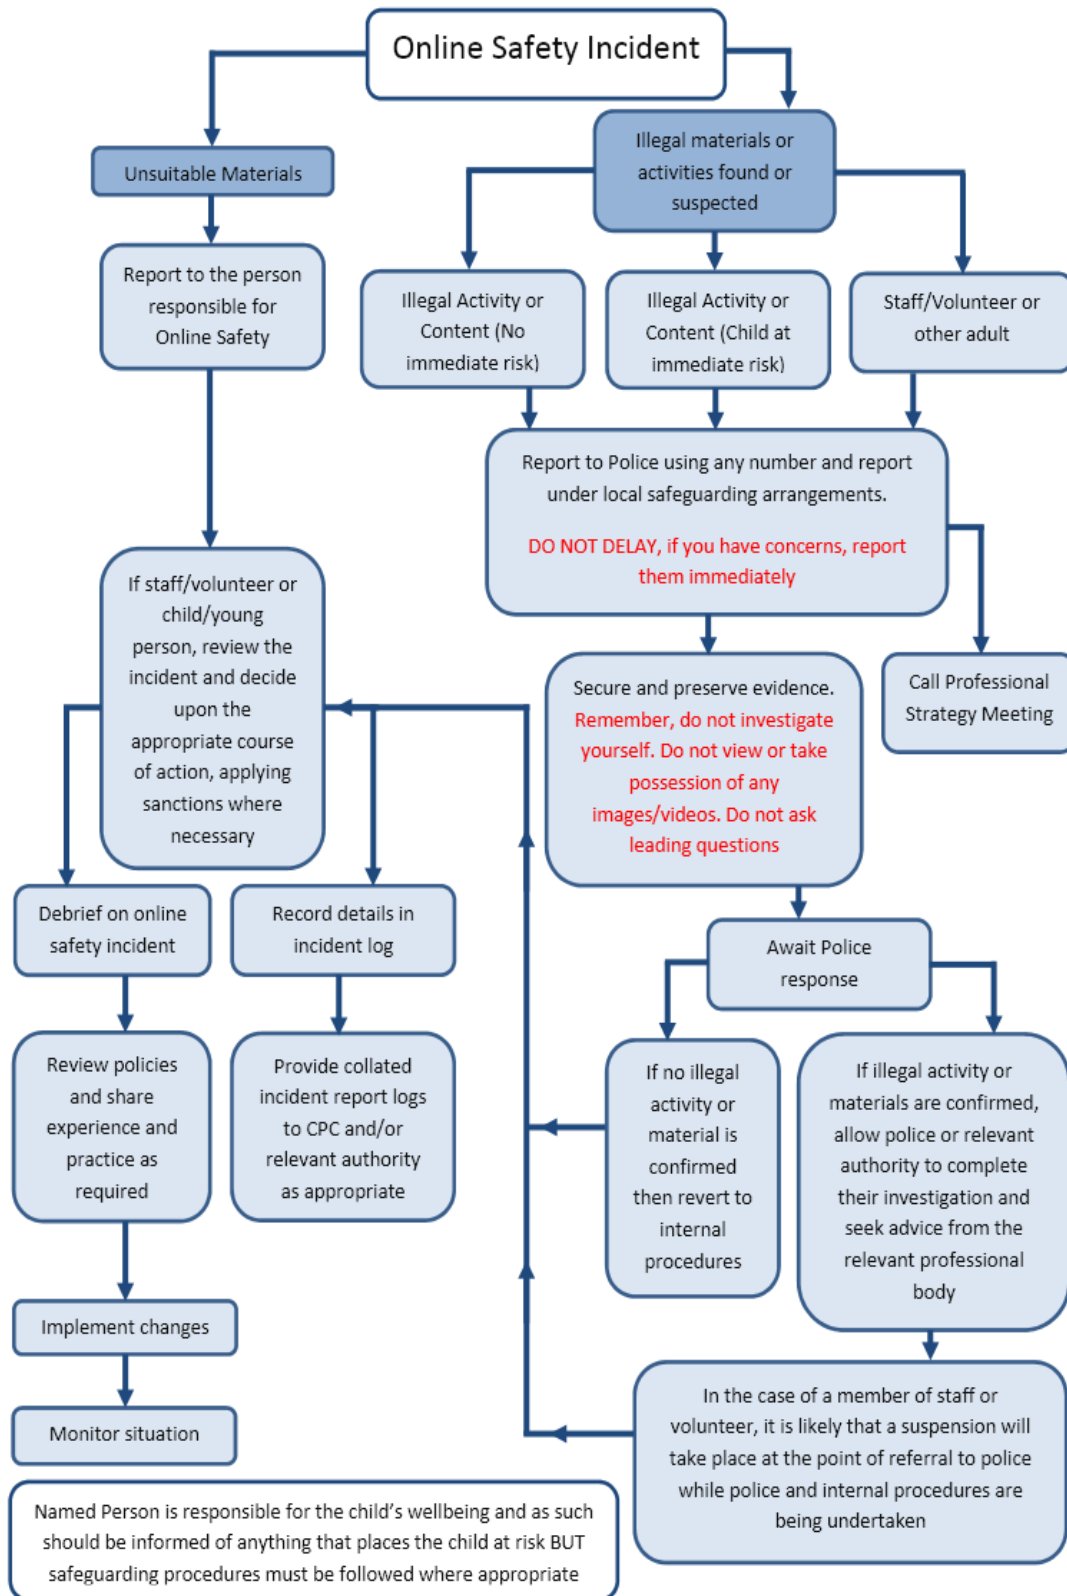 Online Safety Incident
Unsuitable Materials
Illegal materials or
activities found or
suspected
Report to the person
responsible for
Online Safety
Illegal Activity or
Content (No
immediate risk)
Illegal Activity or
Content (Child at
immediate risk)
Staff/Volunteer or
other adult
Report to Police using any number and report
under local safeguarding arrangements.
DO NOT DELAY, if you have concerns, report
them immediately
If staff/volunteer or
child/young
person, review the
incident and decide
upon the
appropriate course
of action, applying
sanctions where
necessary
Secure and preserve evidence.
Remember, do not investigate
yourself. Do not view or take
possession of any
images/videos. Do not ask
leading questions
Call Professional
Strategy Meeting
Debrief on online
safety incident
Record details in
incident log
Await Police
response
Review policies
and share
experience and
practice as
required
Provide collated
incident report logs
to CPC and/or
relevant authority
as appropriate
If no illegal
activity or
material is
confirmed
then revert to
internal
procedures
If illegal activity or
materials are confirmed,
allow police or relevant
authority to complete
their investigation and
seek advice from the
relevant professional
body
Implement changes
Monitor situation
In the case of a member of staff or
volunteer, it is likely that a suspension will
take place at the point of referral to police
while police and internal procedures are
being undertaken
Named Person is responsible for the child's wellbeing and as such
should be informed of anything that places the child at risk BUT
safeguarding procedures must be followed where appropriate